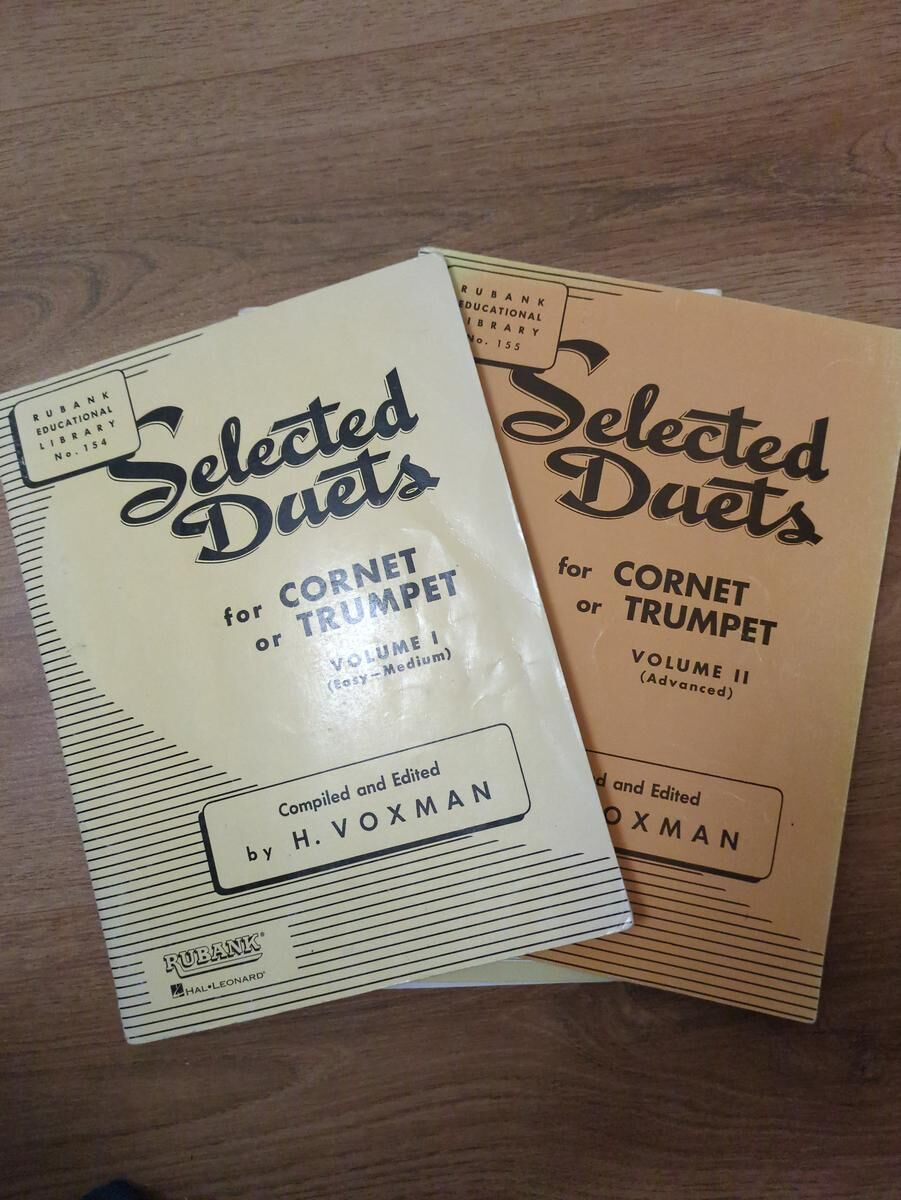 RUBANK
EDUCATIONAL
LIBRARY
No. 154
Selected
Duets
for CORNET
or TRUMPET
VOLUME I
(Easy—Medium)
Compiled and Edited
by H. VOXMAN
RUBANK®
HAL•LEONARD®
RUBANK
EDUCATIONAL
LIBRARY
No. 155
Selected
Duets
for CORNET
or TRUMPET
VOLUME II
(Advanced)
d and Edited
OXMAN